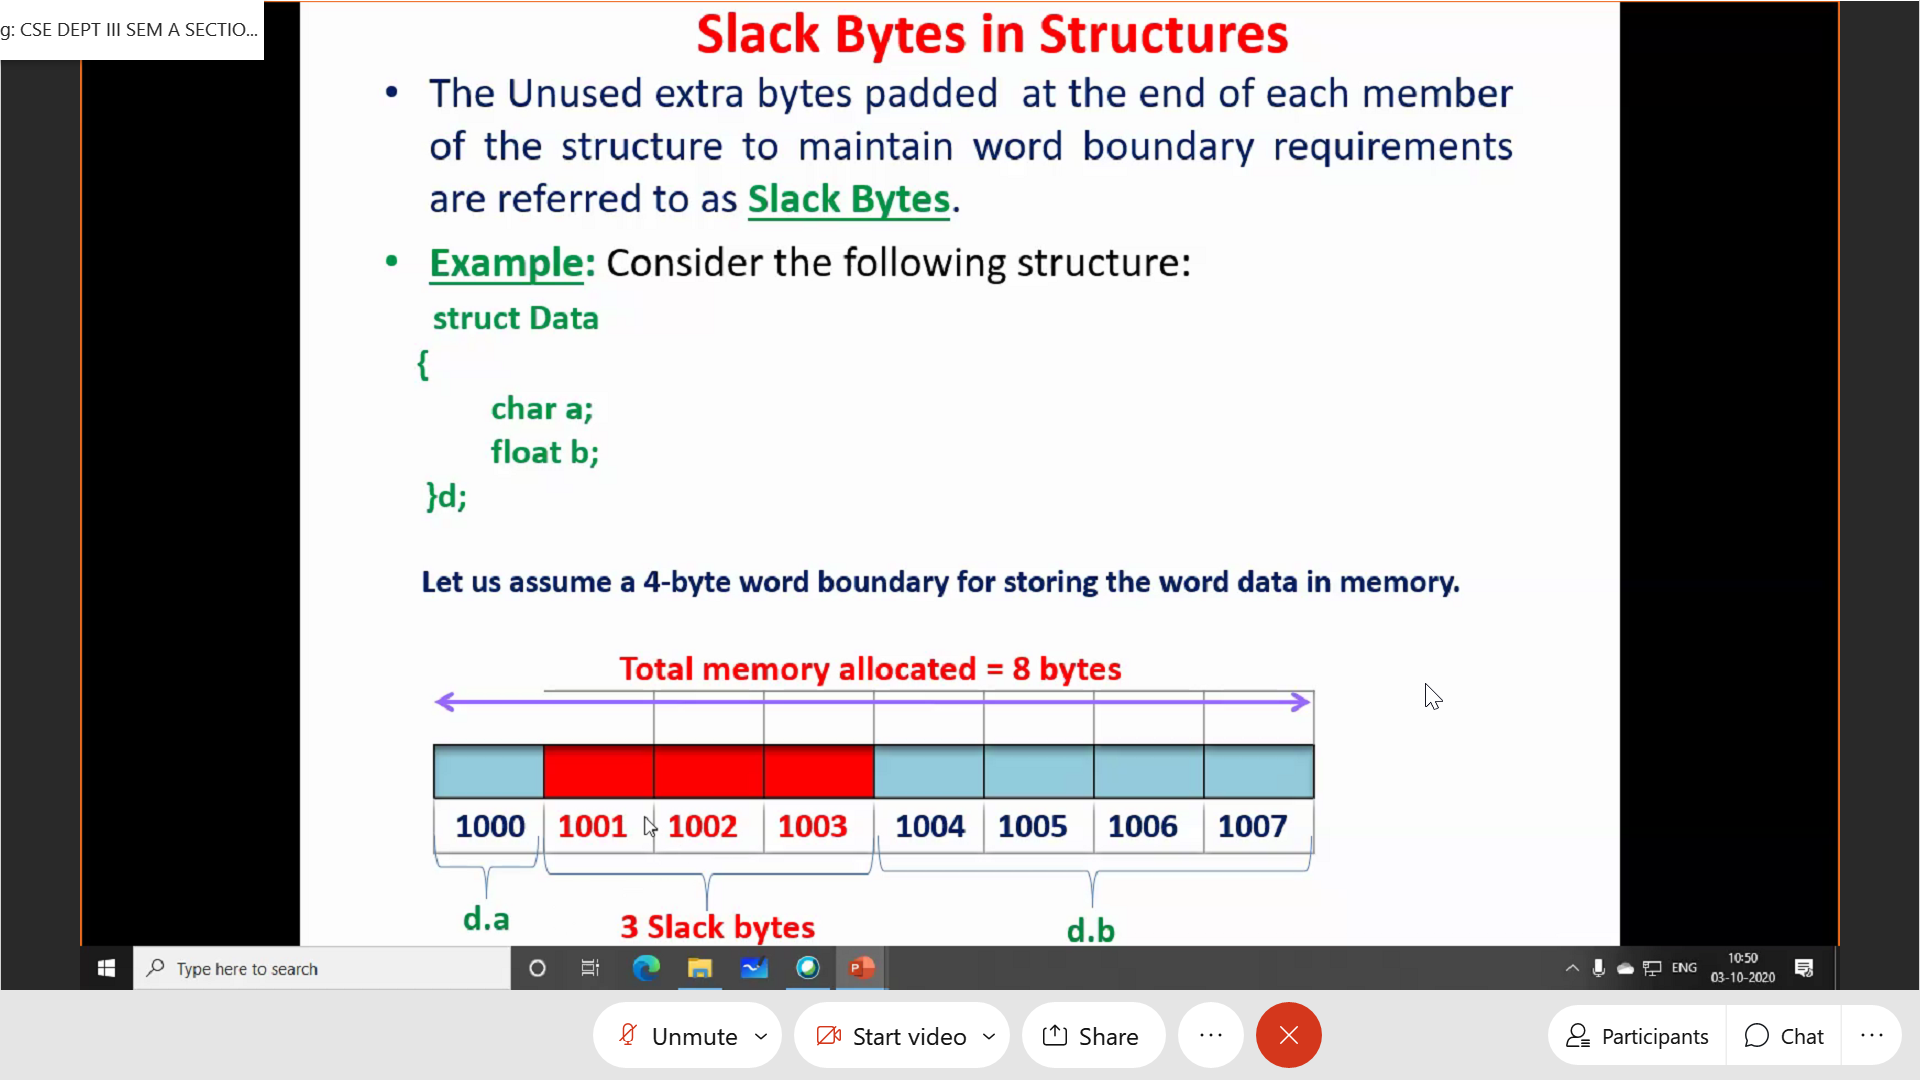 g: CSE DEPT III SEM A SECTIO...
Slack Bytes in Structures
• The Unused extra bytes padded at the end of each member
of the structure to maintain word boundary requirements
are referred to as Slack Bytes.
• Example: Consider the following structure:
struct Data
{
char a;
float b;
}d;
Let us assume a 4-byte word boundary for storing the word data in memory.
Total memory allocated = 8 bytes
1000 1001 1002 1003 1004 1005 1006 1007
d.a 3 Slack bytes d.b
Type here to search
ENG
10:50
03-10-2020
Unmute Start video Share ... Participants Chat ...